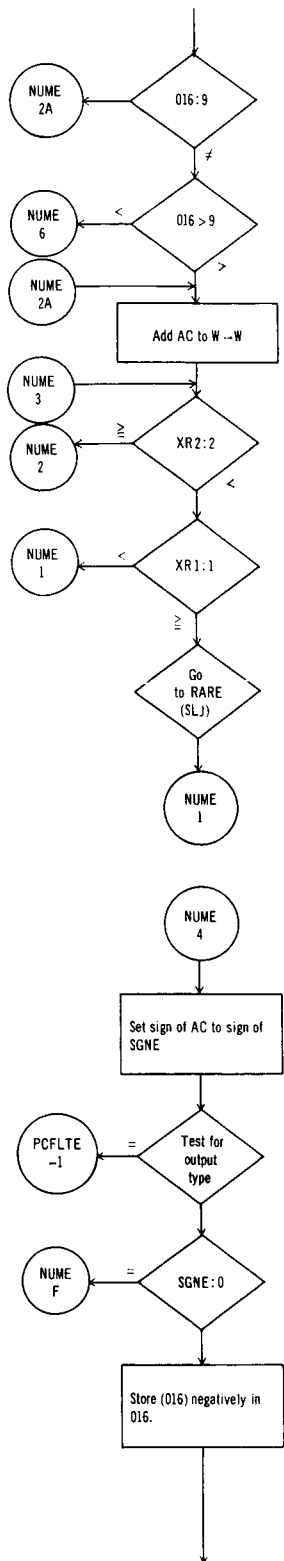 NUME
2A
016:9
≠
<
NUME
6
016 > 9
>
NUME
2A
Add AC to W → W
NUME
3
≧
NUME
2
XR2:2
<
<
NUME
1
XR1:1
≧
Go
to RARE
(SLJ)
NUME
1
NUME
4
Set sign of AC to sign of
SGNE
PCFLTE
-1
=
Test for
output
type
NUME
F
=
SGNE:0
Store (016) negatively in
016.